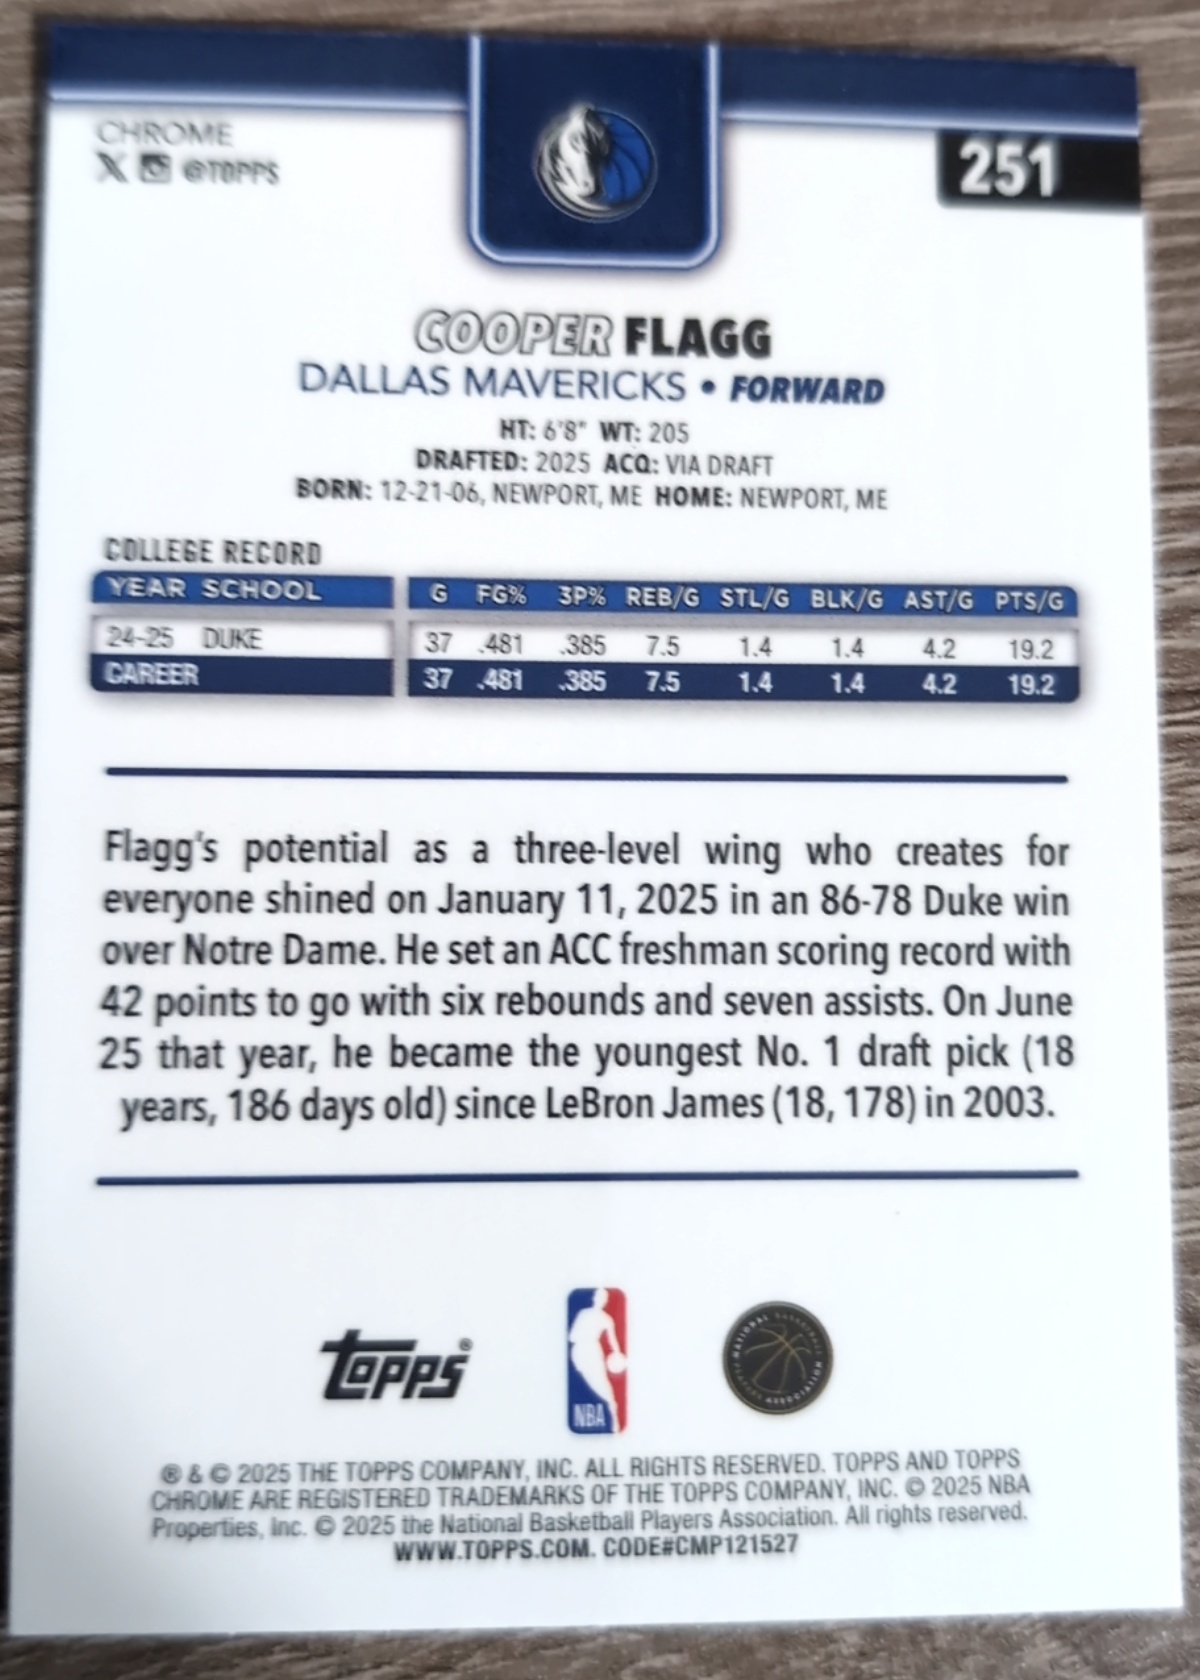 CHROME
X @TOPPS
251
COOPER FLAGG
DALLAS MAVERICKS • FORWARD
HT: 6'8" WT: 205
DRAFTED: 2025 ACQ: VIA DRAFT
BORN: 12-21-06, NEWPORT, ME HOME: NEWPORT, ME
COLLEGE RECORD
YEAR SCHOOL G FG% 3P% REB/G STL/G BLK/G AST/G PTS/G
24-25 DUKE 37 .481 .385 7.5 1.4 1.4 4.2 19.2
CAREER 37 .481 .385 7.5 1.4 1.4 4.2 19.2
Flagg's potential as a three-level wing who creates for
everyone shined on January 11, 2025 in an 86-78 Duke win
over Notre Dame. He set an ACC freshman scoring record with
42 points to go with six rebounds and seven assists. On June
25 that year, he became the youngest No. 1 draft pick (18
years, 186 days old) since LeBron James (18, 178) in 2003.
Topps®
NBA
NATIONAL BASKETBALL PLAYERS ASSOCIATION
® & © 2025 THE TOPPS COMPANY, INC. ALL RIGHTS RESERVED. TOPPS AND TOPPS
CHROME ARE REGISTERED TRADEMARKS OF THE TOPPS COMPANY, INC. © 2025 NBA
Properties, Inc. © 2025 the National Basketball Players Association. All rights reserved.
WWW.TOPPS.COM. CODE#CMP121527